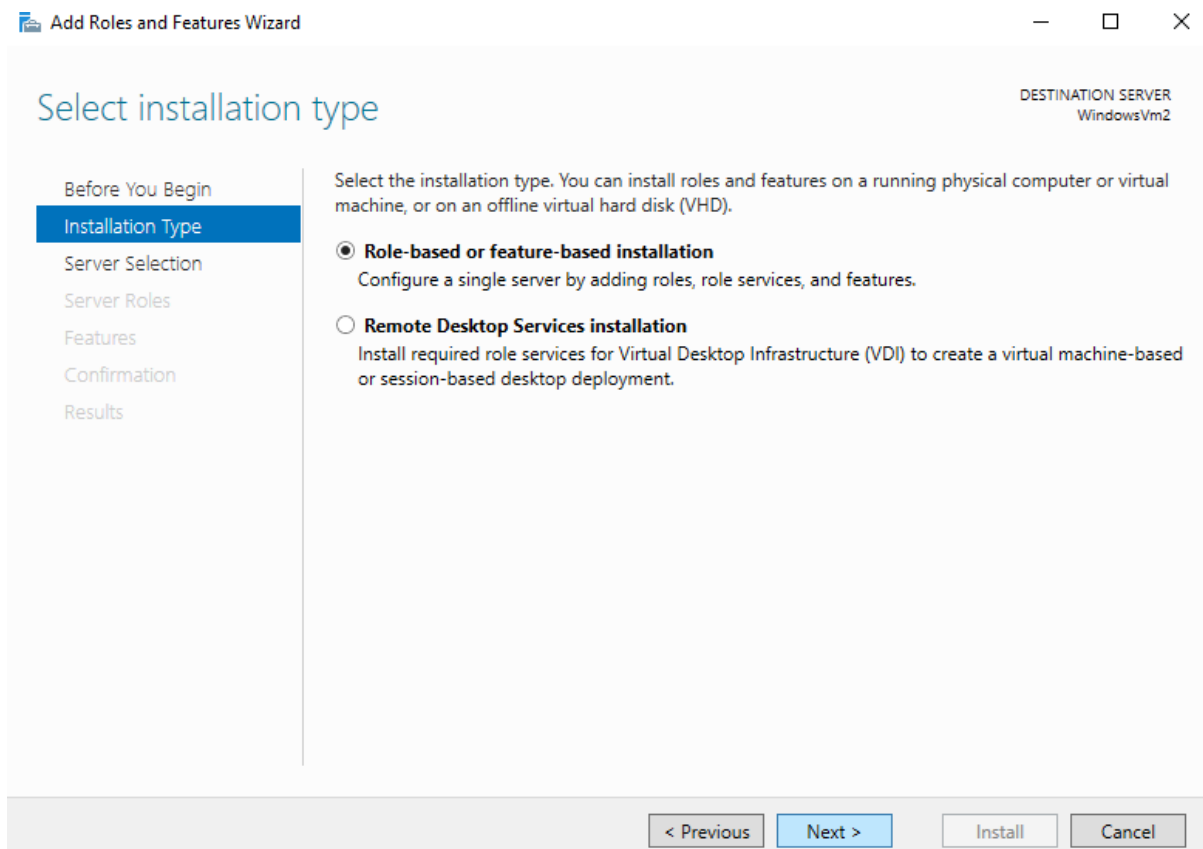 Add Roles and Features Wizard
Select installation type
DESTINATION SERVER
WindowsVm2
Before You Begin
Installation Type
Server Selection
Server Roles
Features
Confirmation
Results
Select the installation type. You can install roles and features on a running physical computer or virtual
machine, or on an offline virtual hard disk (VHD).
Role-based or feature-based installation
Configure a single server by adding roles, role services, and features.
Remote Desktop Services installation
Install required role services for Virtual Desktop Infrastructure (VDI) to create a virtual machine-based
or session-based desktop deployment.
< Previous
Next >
Install
Cancel